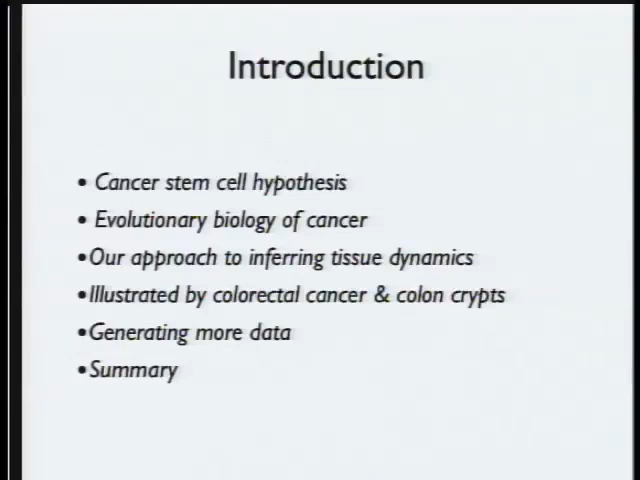 Introduction
• Cancer stem cell hypothesis
• Evolutionary biology of cancer
•Our approach to inferring tissue dynamics
•Illustrated by colorectal cancer & colon crypts
•Generating more data
•Summary